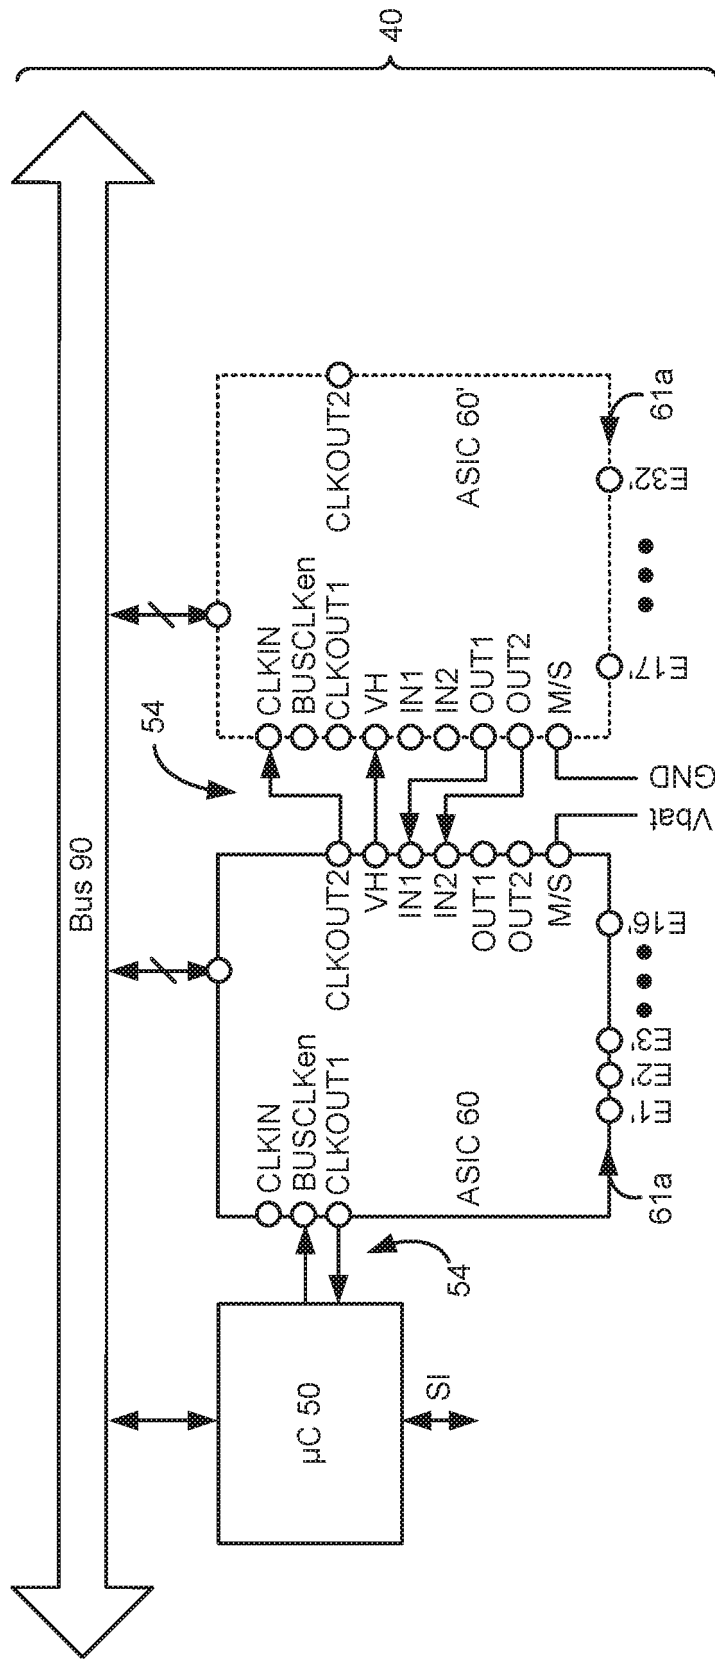 40
Bus 90
54
µC 50
SI
54
CLKIN
BUSCLKen
CLKOUT1
CLKOUT2
VH
IN1
IN2
OUT1
OUT2
M/S
ASIC 60
61a
E1'
E2'
E3'
E16'
Vbat
GND
CLKIN
BUSCLKen
CLKOUT1
VH
IN1
IN2
OUT1
OUT2
M/S
CLKOUT2
ASIC 60'
E17'
E32'
61a